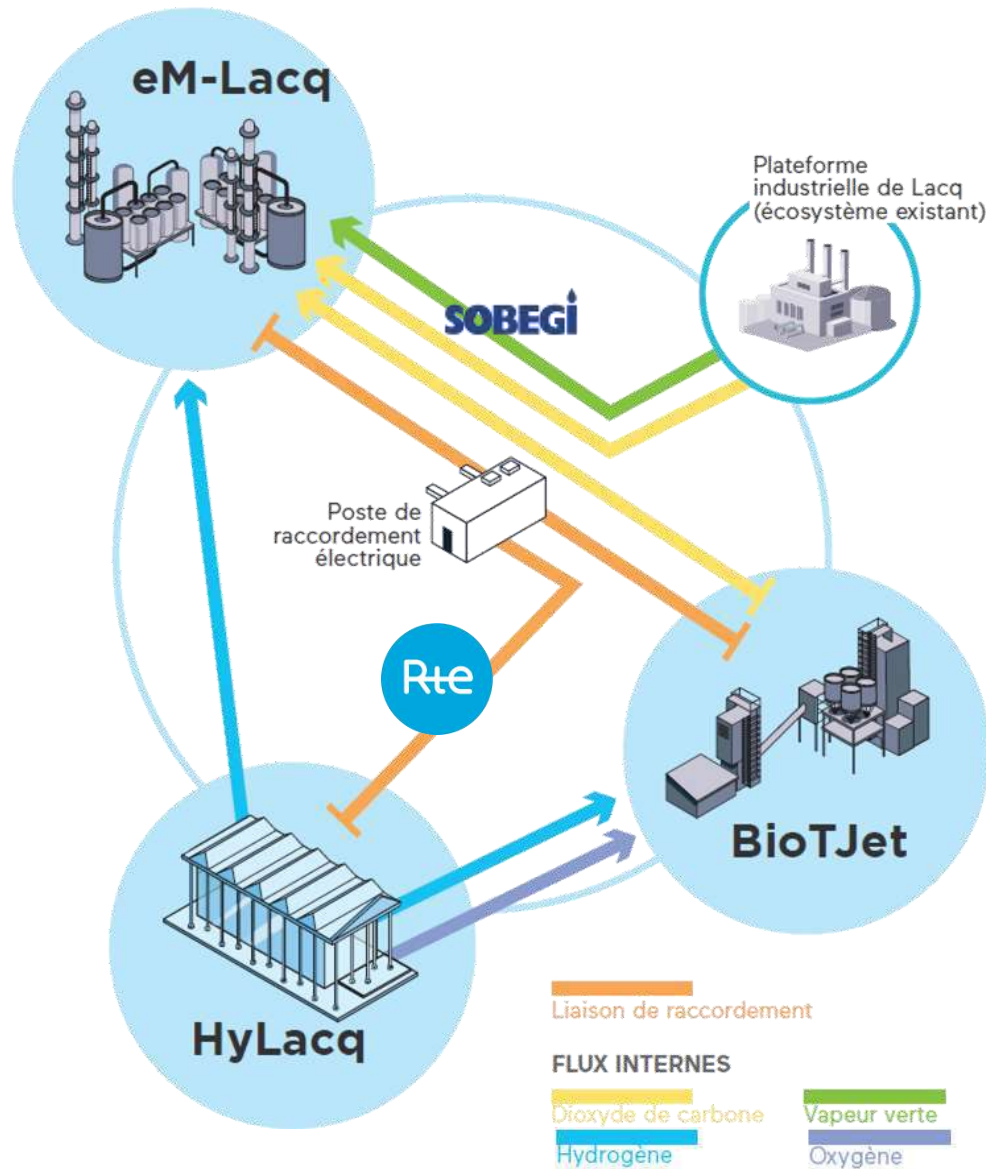 eM-Lacq
Plateforme
industrielle de Lacq
(écosystème existant)
SOBEGI
Poste de
raccordement
électrique
Rte
BioTJet
HyLacq
Liaison de raccordement
FLUX INTERNES
Dioxyde de carbone
Vapeur verte
Hydrogène
Oxygène